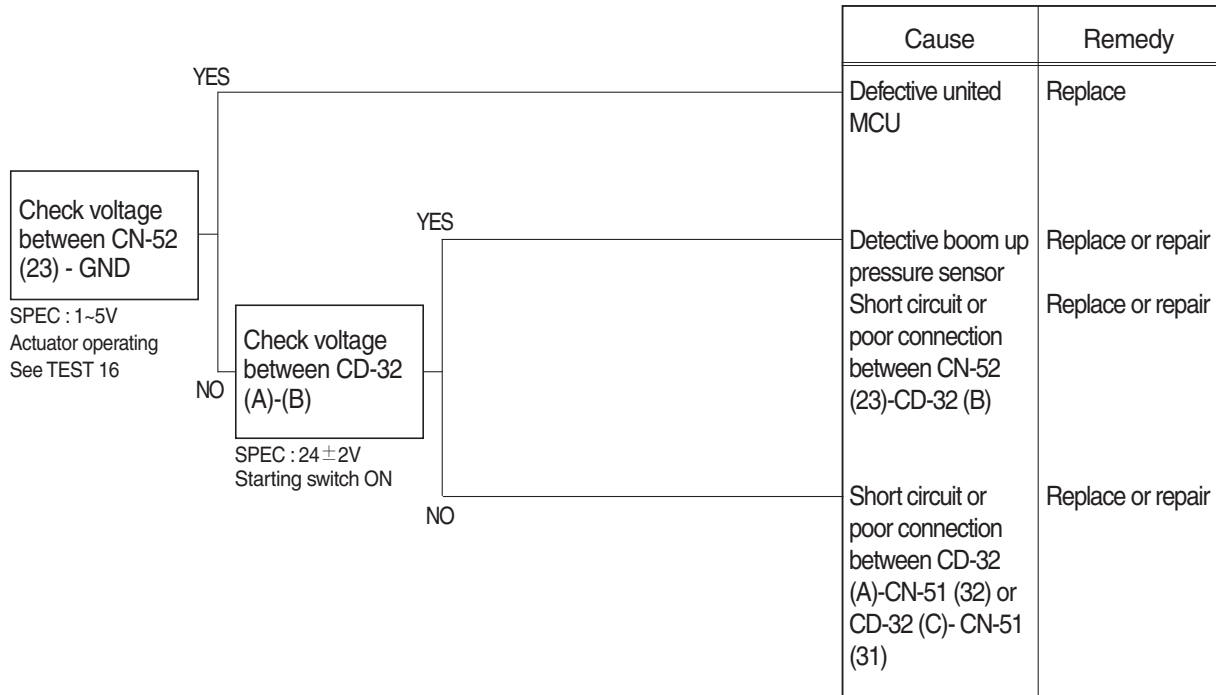 Cause Remedy
YES
Defective united Replace
MCU
Check voltage
between CN-52
(23) - GND
SPEC : 1~5V
Actuator operating
See TEST 16
NO
YES
Check voltage
between CD-32
(A)-(B)
SPEC : 24±2V
Starting switch ON
Detective boom up Replace or repair
pressure sensor
Short circuit or Replace or repair
poor connection
between CN-52
(23)-CD-32 (B)
NO
Short circuit or Replace or repair
poor connection
between CD-32
(A)-CN-51 (32) or
CD-32 (C)- CN-51
(31)